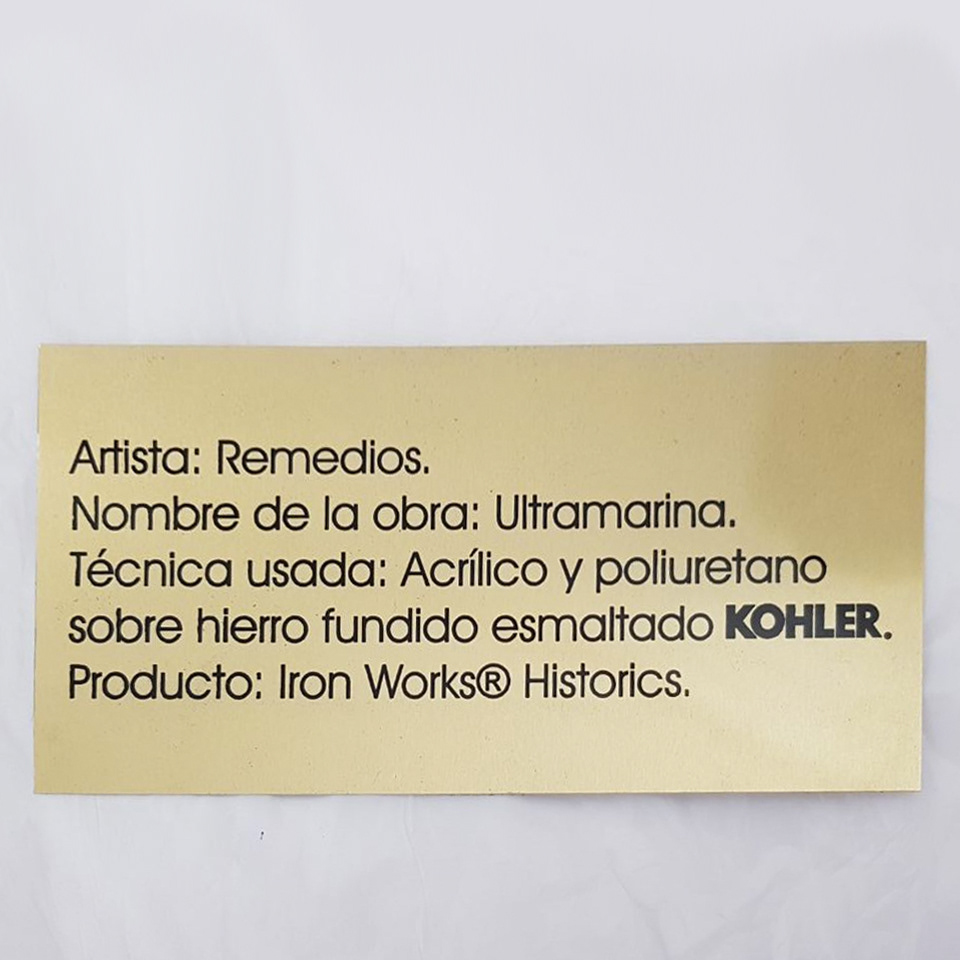 Artista: Remedios.
Nombre de la obra: Ultramarina.
Técnica usada: Acrílico y poliuretano
sobre hierro fundido esmaltado KOHLER.
Producto: Iron Works® Historics.